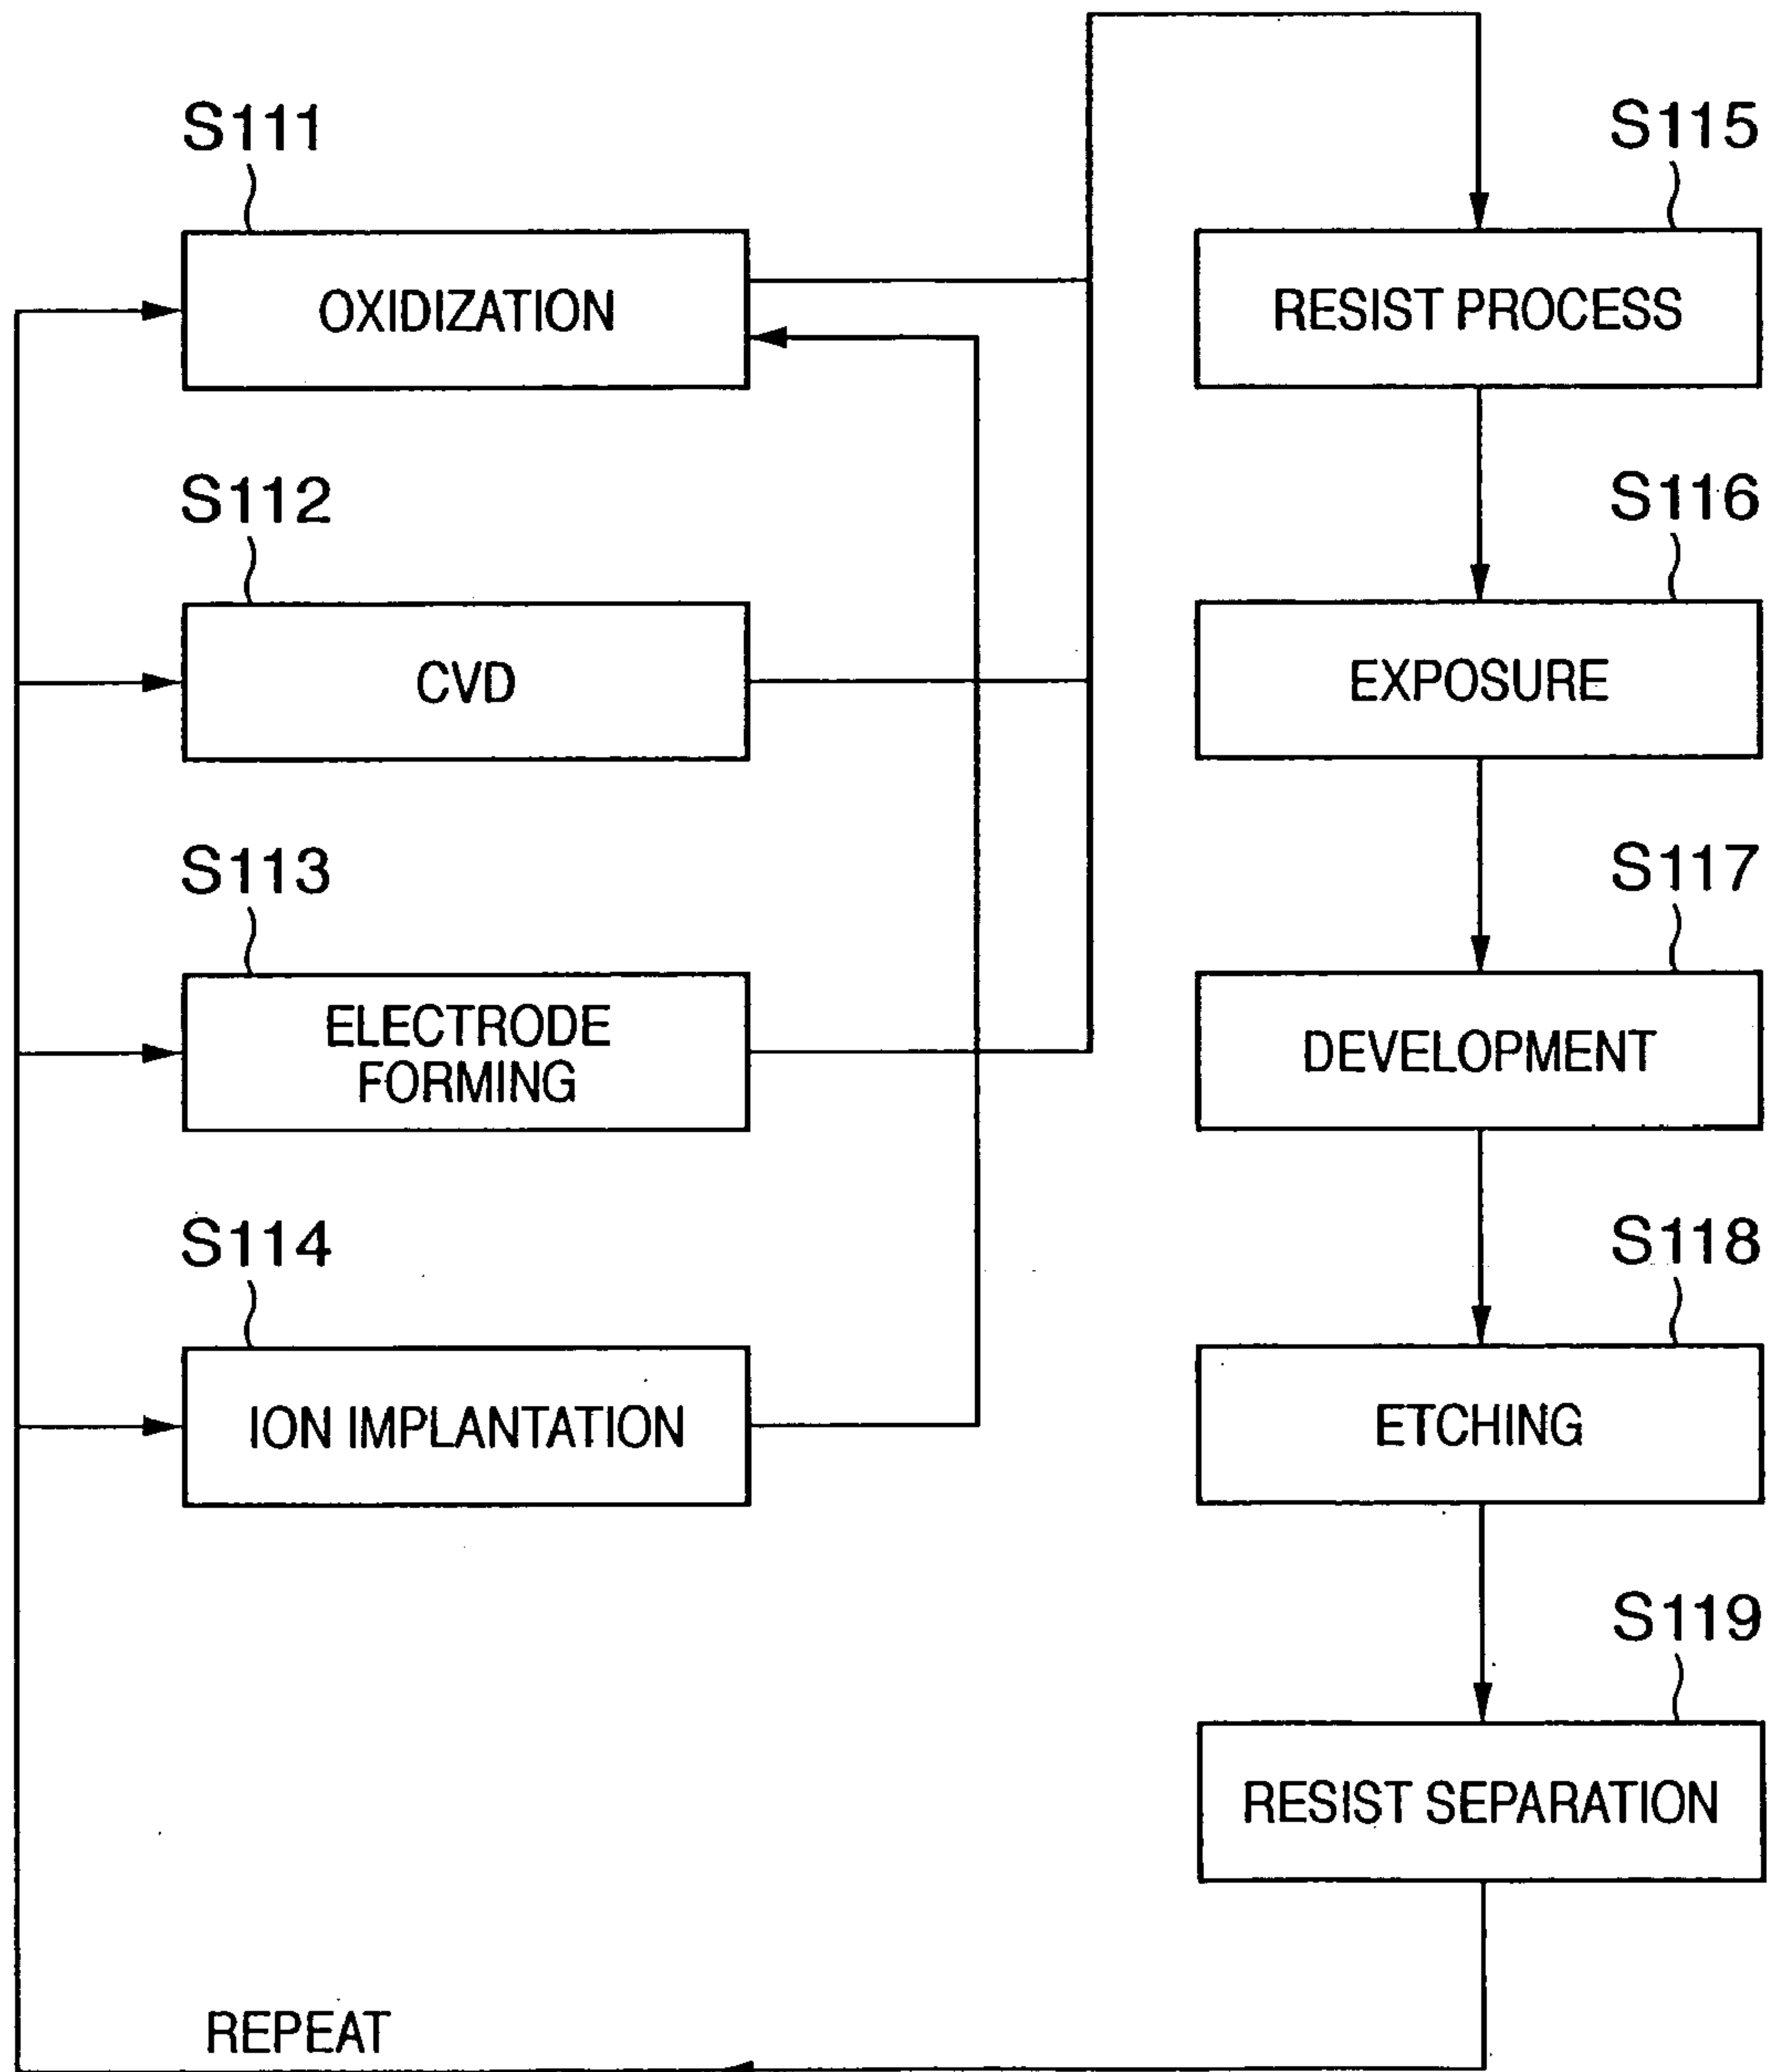 S111
OXIDIZATION
S112
CVD
S113
ELECTRODE
FORMING
S114
ION IMPLANTATION
S115
RESIST PROCESS
S116
EXPOSURE
S117
DEVELOPMENT
S118
ETCHING
S119
RESIST SEPARATION
REPEAT